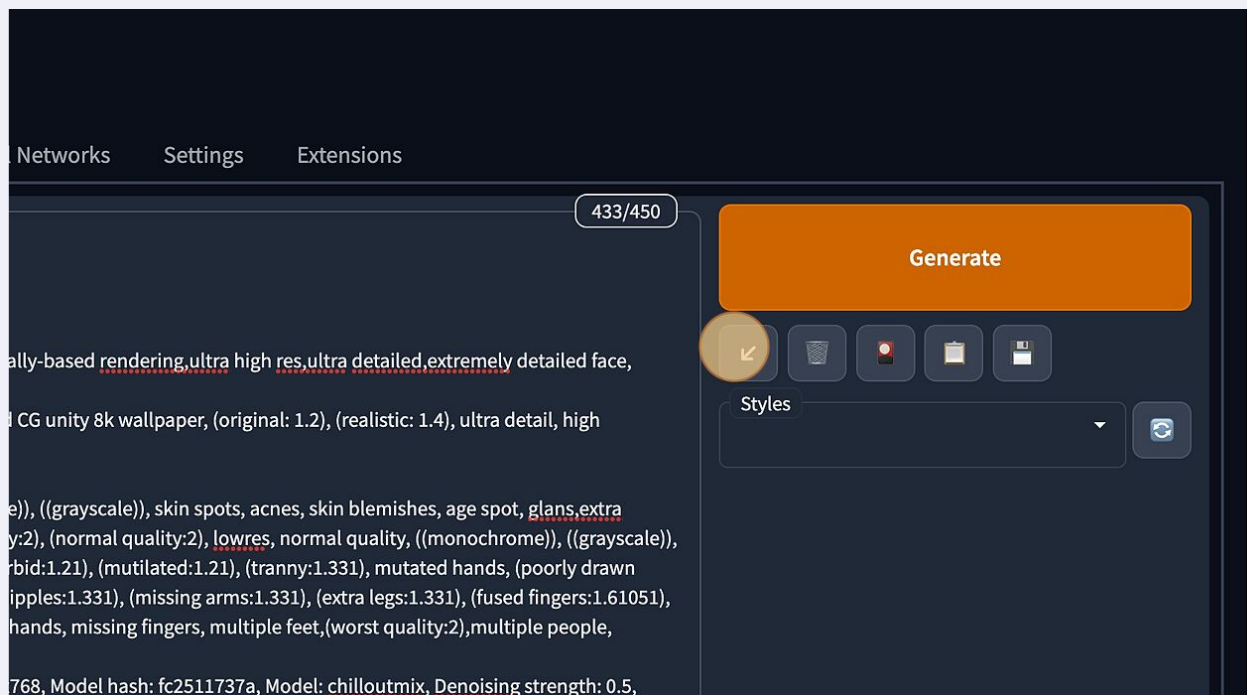 Networks Settings Extensions
433/450
Generate
ally-based rendering,ultra high res,ultra detailed,extremely detailed face,
Styles
CG unity 8k wallpaper, (original: 1.2), (realistic: 1.4), ultra detail, high
e)), ((grayscale)), skin spots, acnes, skin blemishes, age spot, glans,extra
y:2), (normal quality:2), lowres, normal quality, ((monochrome)), ((grayscale)),
rbid:1.21), (mutilated:1.21), (tranny:1.331), mutated hands, (poorly drawn
ipples:1.331), (missing arms:1.331), (extra legs:1.331), (fused fingers:1.61051),
hands, missing fingers, multiple feet,(worst quality:2),multiple people,
768, Model hash: fc2511737a, Model: chilloutmix, Denoising strength: 0.5,